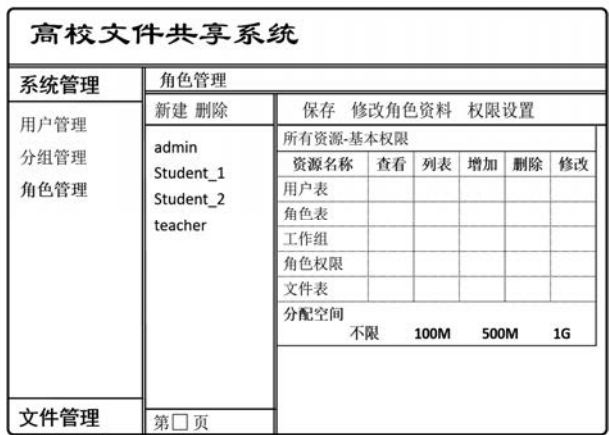 高校文件共享系统
系统管理
用户管理
分组管理
角色管理
文件管理
角色管理
新建 删除
admin
Student_1
Student_2
teacher
第□页
保存 修改角色资料 权限设置
所有资源-基本权限
资源名称 查看 列表 增加 删除 修改
用户表
角色表
工作组
角色权限
文件表
分配空间
不限 100M 500M 1G